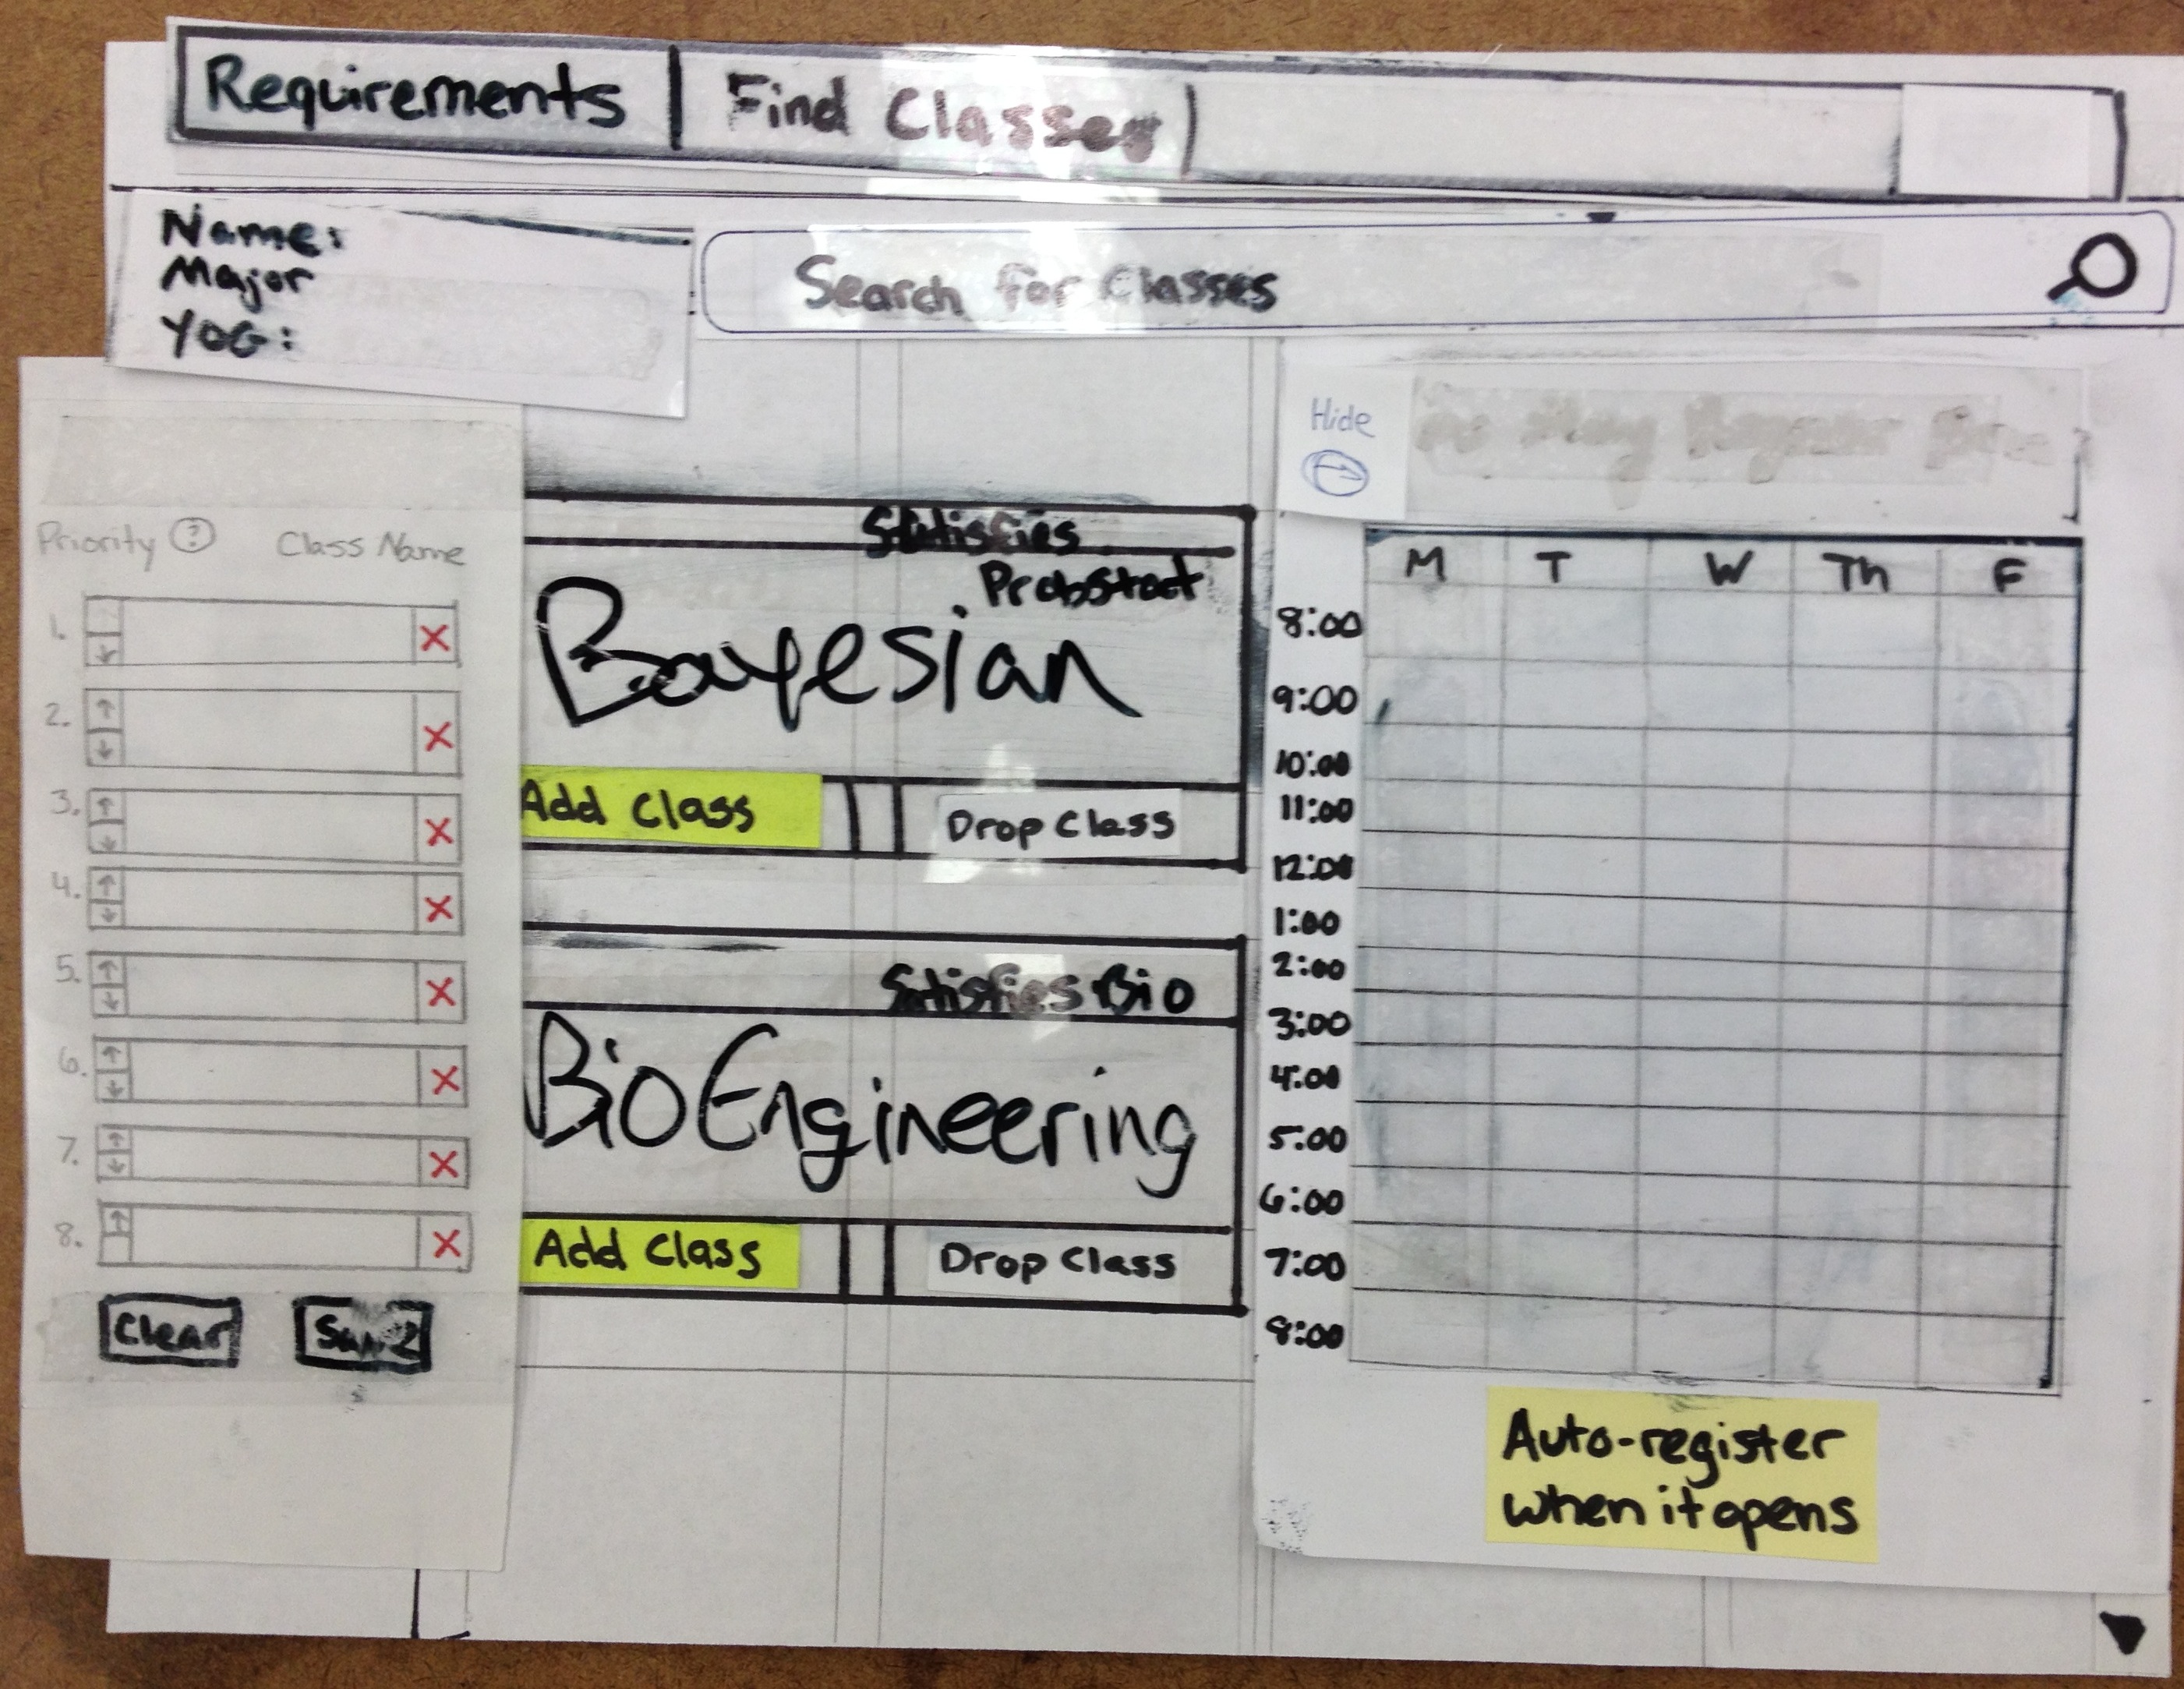 Requirements | Find Classes
Name:
Major
YOG:
Search for Classes
Priority ? Class Name
1. X
2. X
3. X
4. X
5. X
6. X
7. X
8. X
Clear
Satisfies
Probstat
Bayesian
Add Class Drop Class
Satisfies Bio
BioEngineering
Add Class Drop Class
Hide
M T W Th F
8:00
9:00
10:00
11:00
12:00
1:00
2:00
3:00
4:00
5:00
6:00
7:00
8:00
Auto-register
when it opens